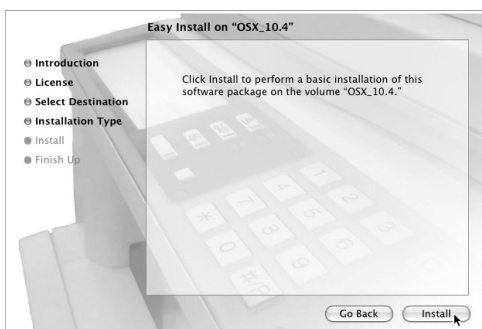 Easy Install on “OSX_10.4”
Introduction
License
Select Destination
Installation Type
Install
Finish Up
Click Install to perform a basic installation of this
software package on the volume “OSX_10.4.”
Go Back
Install